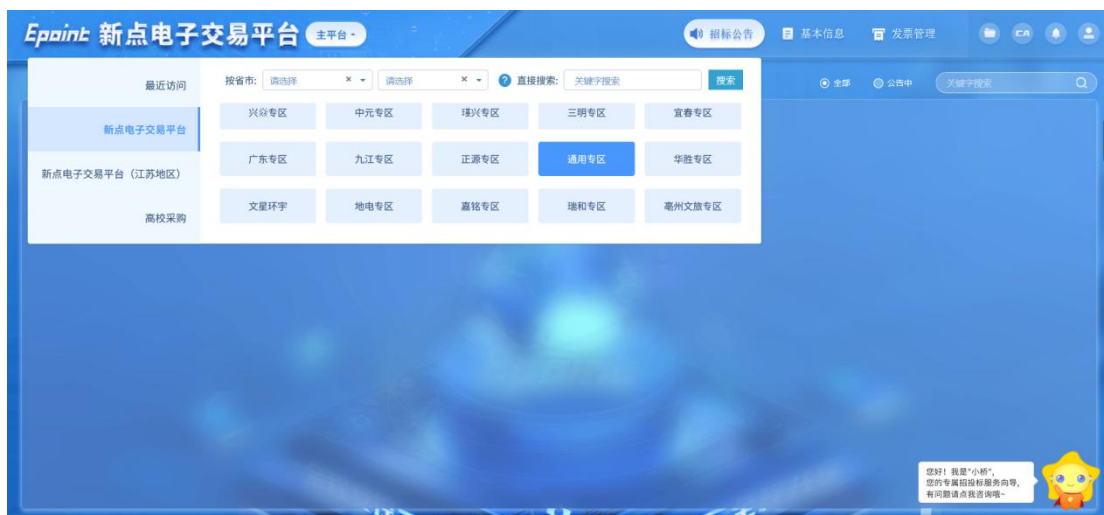 Epoint 新点电子交易平台 主平台
招标公告 基本信息 发票管理 CA
最近访问
新点电子交易平台
新点电子交易平台（江苏地区）
高校采购
按省市: 请选择 × 请选择 × ? 直接搜索: 关键字搜索 搜索
兴焱专区 中元专区 瑾兴专区 三明专区 宜春专区
广东专区 九江专区 正源专区 通用专区 华胜专区
文星环宇 地电专区 嘉铭专区 瑞和专区 亳州文旅专区
全部 公告中 关键字搜索
您好！我是“小桥”，
您的专属招投标服务向导，
有问题请点我咨询哦~